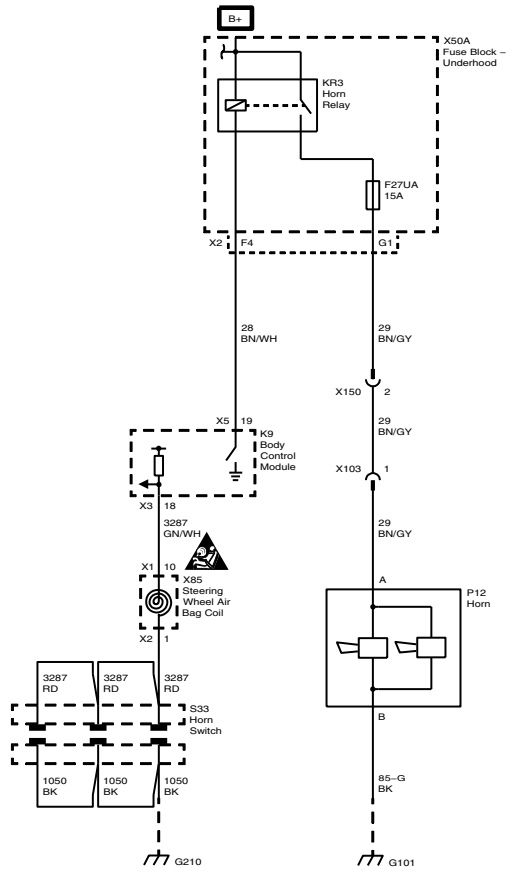 B+
X50A
Fuse Block –
Underhood
KR3
Horn
Relay
F27UA
15A
X2 F4 G1
28
BN/WH
29
BN/GY
X150 2
29
BN/GY
X5 19
K9
Body
Control
Module
X103 1
X3 18
3287
GN/WH
29
BN/GY
X1 10
X85
Steering
Wheel Air
Bag Coil
A
P12
Horn
X2 1
3287
RD
3287
RD
3287
RD
S33
Horn
Switch
B
1050
BK
1050
BK
1050
BK
85–G
BK
G210
G101